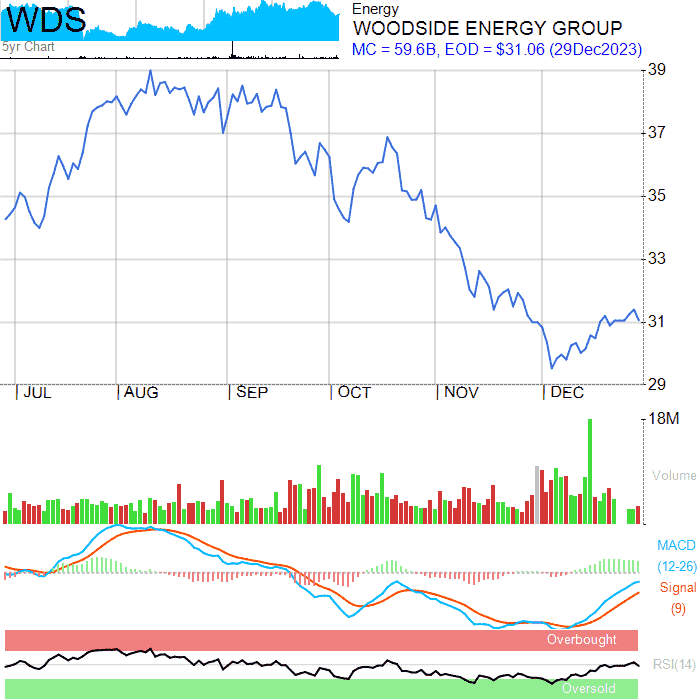 WDS
5yr Chart
Energy
WOODSIDE ENERGY GROUP
MC = 59.6B, EOD = $31.06 (29Dec2023)
39
37
35
33
31
29
JUL AUG SEP OCT NOV DEC
18M
Volume
MACD
(12-26)
Signal
(9)
Overbought
RSI(14)
Oversold